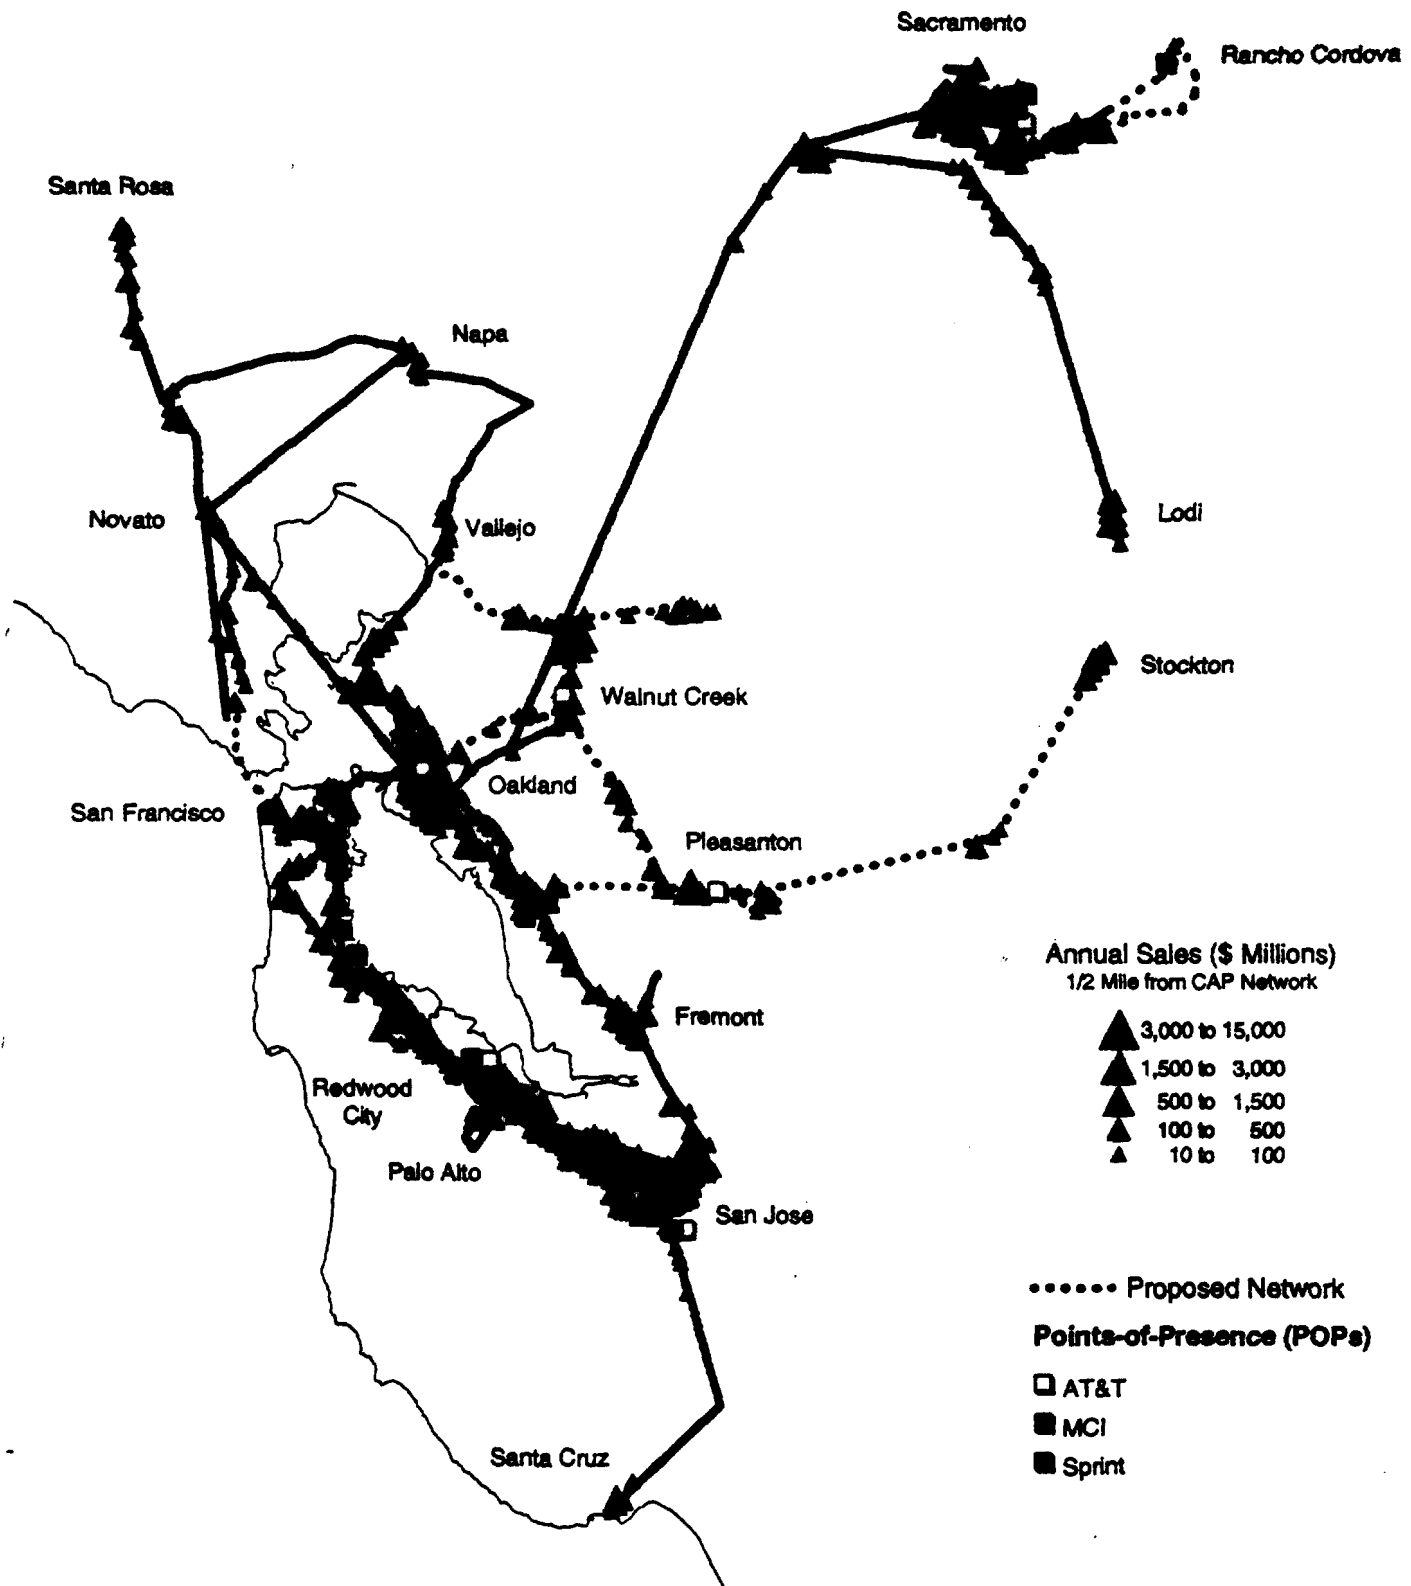 Sacramento
Rancho Cordova
Santa Rosa
Napa
Novato
Vallejo
Lodi
Stockton
Walnut Creek
Oakland
San Francisco
Pleasanton
Annual Sales ($ Millions)
1/2 Mile from CAP Network
3,000 to 15,000
1,500 to 3,000
500 to 1,500
100 to 500
10 to 100
Fremont
Redwood
City
Palo Alto
San Jose
Proposed Network
Points-of-Presence (POPs)
AT&T
MCI
Sprint
Santa Cruz